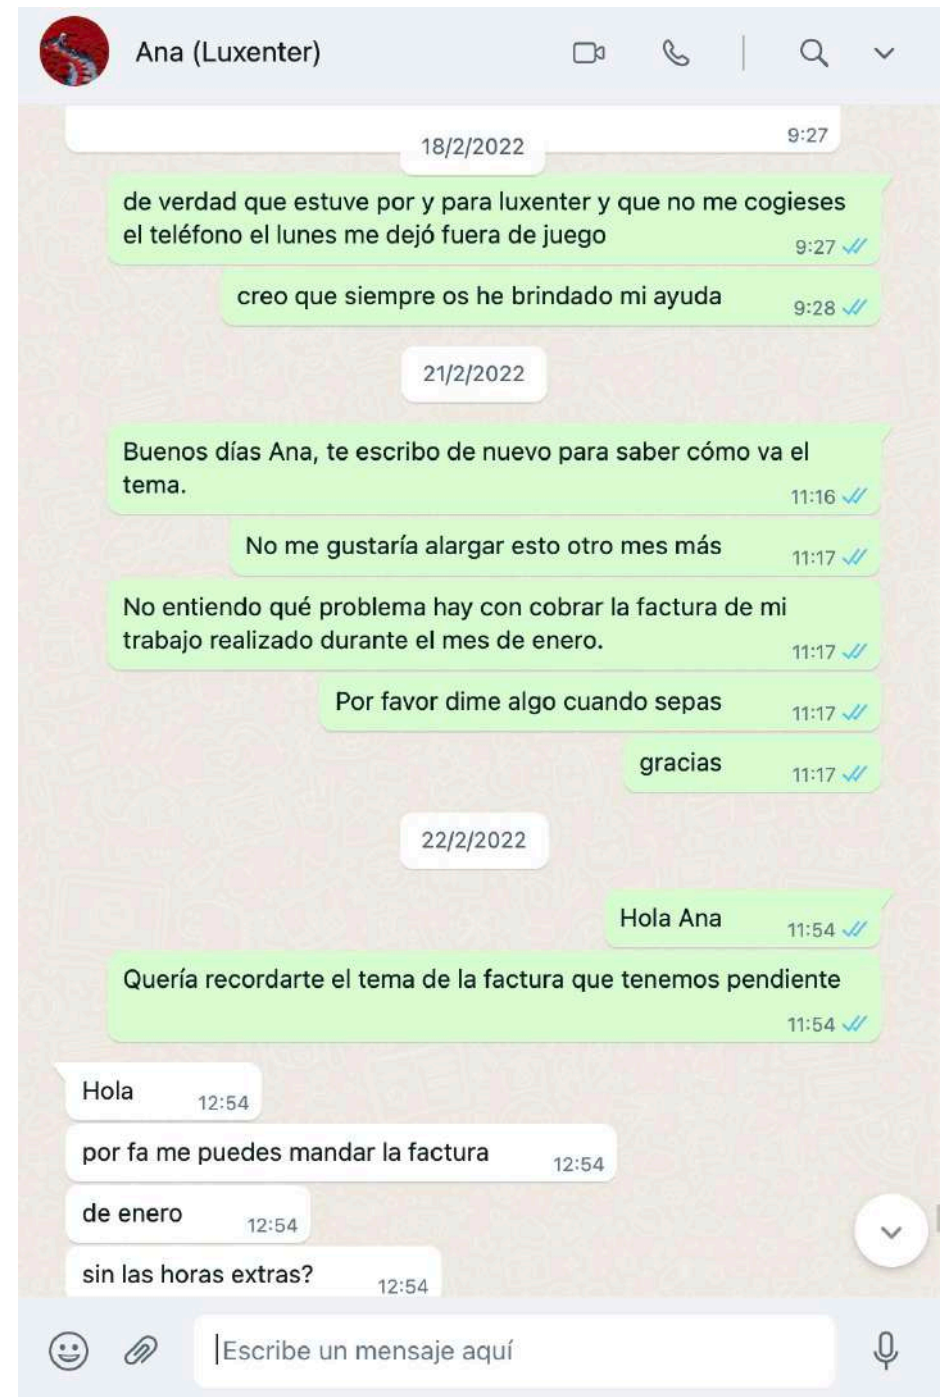 Ana (Luxenter)
9:27
18/2/2022
de verdad que estuve por y para luxenter y que no me cogieses
el teléfono el lunes me dejó fuera de juego
9:27
creo que siempre os he brindado mi ayuda
9:28
21/2/2022
Buenos días Ana, te escribo de nuevo para saber cómo va el
tema.
11:16
No me gustaría alargar esto otro mes más
11:17
No entiendo qué problema hay con cobrar la factura de mi
trabajo realizado durante el mes de enero.
11:17
Por favor dime algo cuando sepas
11:17
gracias
11:17
22/2/2022
Hola Ana
11:54
Quería recordarte el tema de la factura que tenemos pendiente
11:54
Hola
12:54
por fa me puedes mandar la factura
12:54
de enero
12:54
sin las horas extras?
12:54
Escribe un mensaje aquí